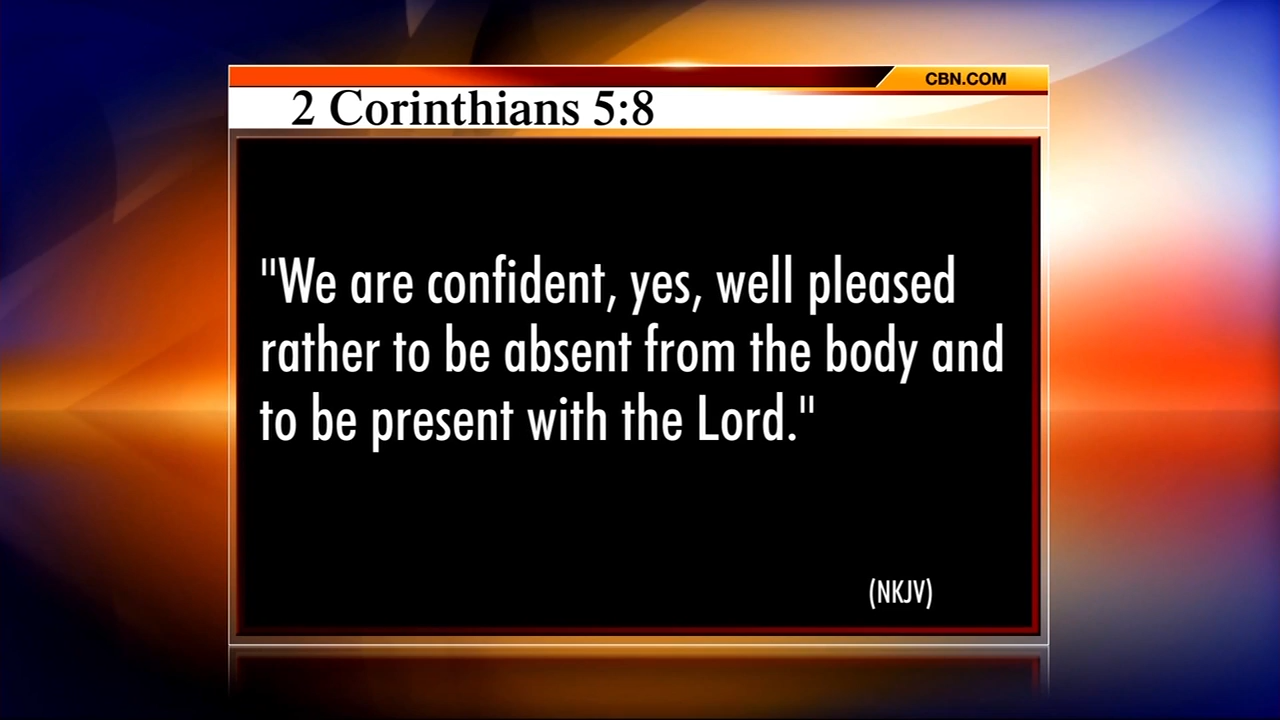 CBN.COM
2 Corinthians 5:8
"We are confident, yes, well pleased
rather to be absent from the body and
to be present with the Lord."
(NKJV)